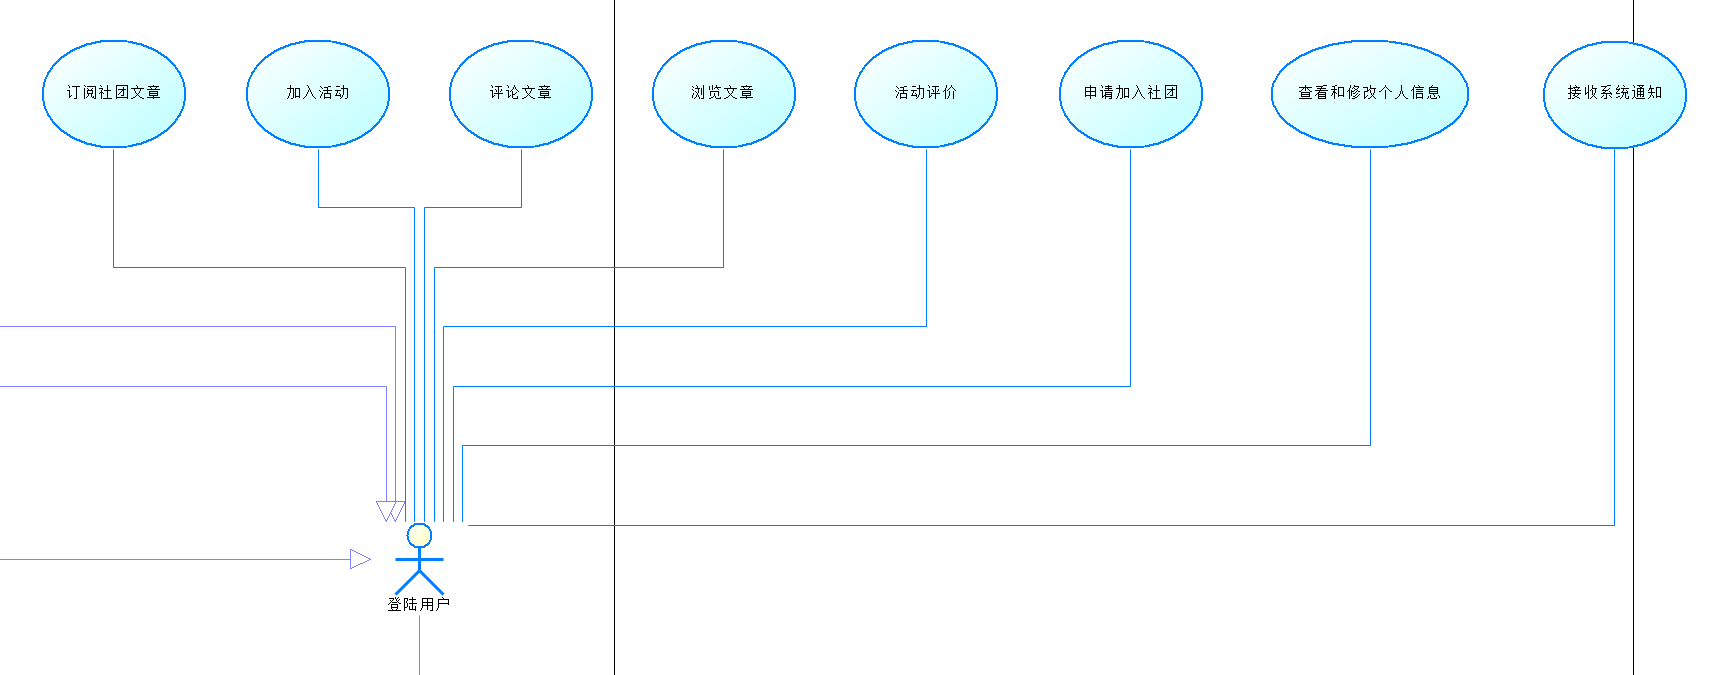 订阅社团文章
加入活动
评论文章
浏览文章
活动评价
申请加入社团
查看和修改个人信息
接收系统通知
登陆用户